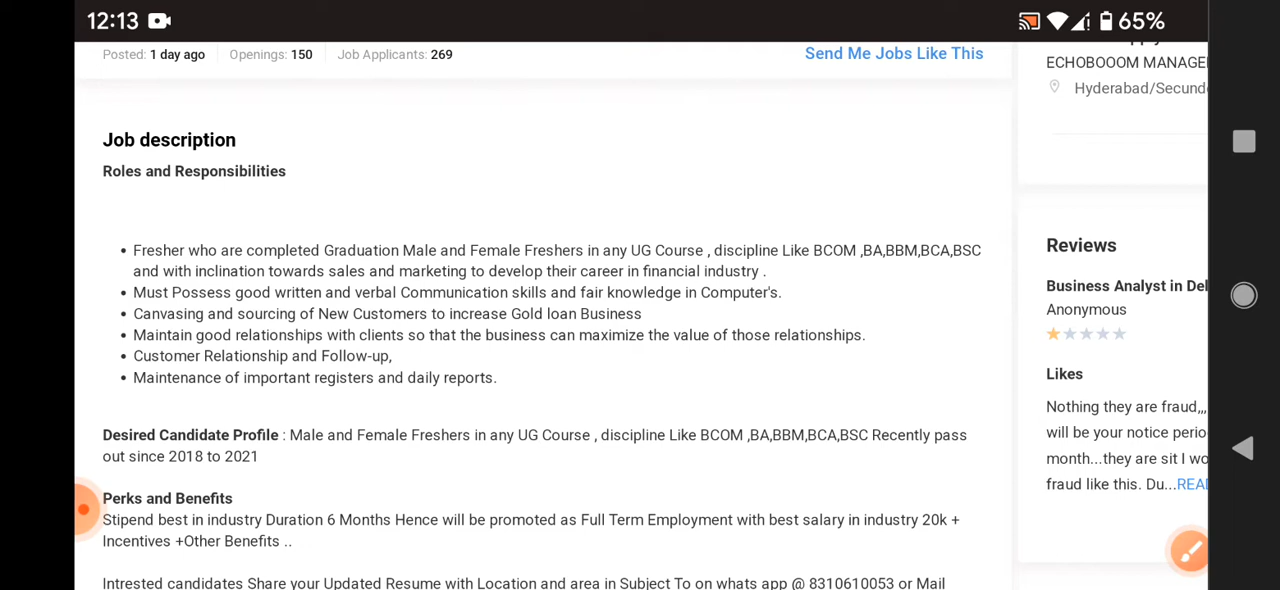 12:13
65%
Posted: 1 day ago
Openings: 150
Job Applicants: 269
Send Me Jobs Like This
Job description
Roles and Responsibilities
• Fresher who are completed Graduation Male and Female Freshers in any UG Course , discipline Like BCOM ,BA,BBM,BCA,BSC
and with inclination towards sales and marketing to develop their career in financial industry .
• Must Possess good written and verbal Communication skills and fair knowledge in Computer's.
• Canvasing and sourcing of New Customers to increase Gold loan Business
• Maintain good relationships with clients so that the business can maximize the value of those relationships.
• Customer Relationship and Follow-up,
• Maintenance of important registers and daily reports.
Desired Candidate Profile : Male and Female Freshers in any UG Course , discipline Like BCOM ,BA,BBM,BCA,BSC Recently pass
out since 2018 to 2021
Perks and Benefits
Stipend best in industry Duration 6 Months Hence will be promoted as Full Term Employment with best salary in industry 20k +
Incentives +Other Benefits ..
Intrested candidates Share your Updated Resume with Location and area in Subject To on whats app @ 8310610053 or Mail
ECHOBOOOM MANAGE
Hyderabad/Secund
Reviews
Business Analyst in Del
Anonymous
Likes
Nothing they are fraud,,,
will be your notice perio
month...they are sit I wo
fraud like this. Du...REA